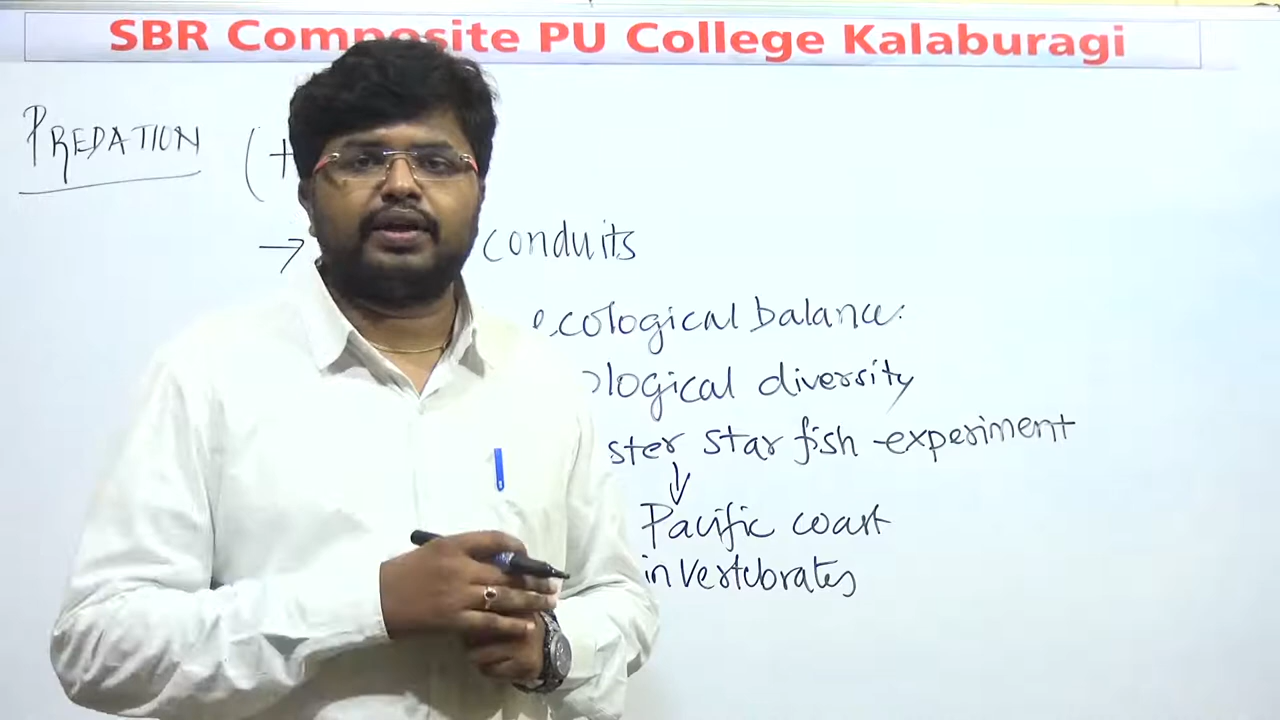 SBR Composite PU College Kalaburagi
PREDATION (+
→ conduits
ecological balance.
ological diversity
ster star fish experiment
↓
Pacific coast
invertebrates